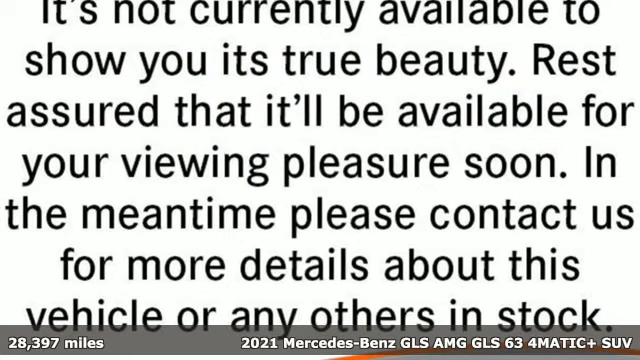 It's not currently available to
show you its true beauty. Rest
assured that it'll be available for
your viewing pleasure soon. In
the meantime please contact us
for more details about this
vehicle or any others in stock.
28,397 miles 2021 Mercedes-Benz GLS AMG GLS 63 4MATIC+ SUV